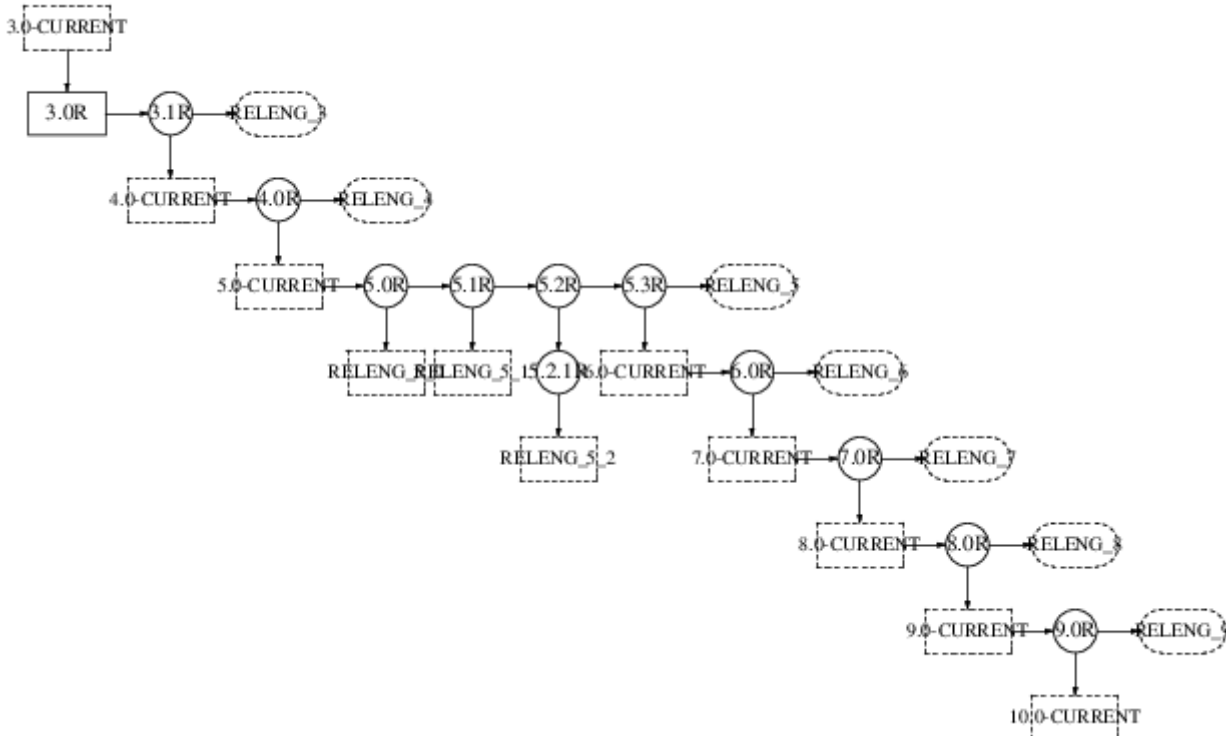 3.0-CURRENT
3.0R
3.1R
RELENG_3
4.0-CURRENT
4.0R
RELENG_4
5.0-CURRENT
5.0R
5.1R
5.2R
5.3R
RELENG_5
RELENG_5_1
5.2.1R
6.0-CURRENT
6.0R
RELENG_6
RELENG_5_2
7.0-CURRENT
7.0R
RELENG_7
8.0-CURRENT
8.0R
RELENG_8
9.0-CURRENT
9.0R
RELENG_9
10.0-CURRENT